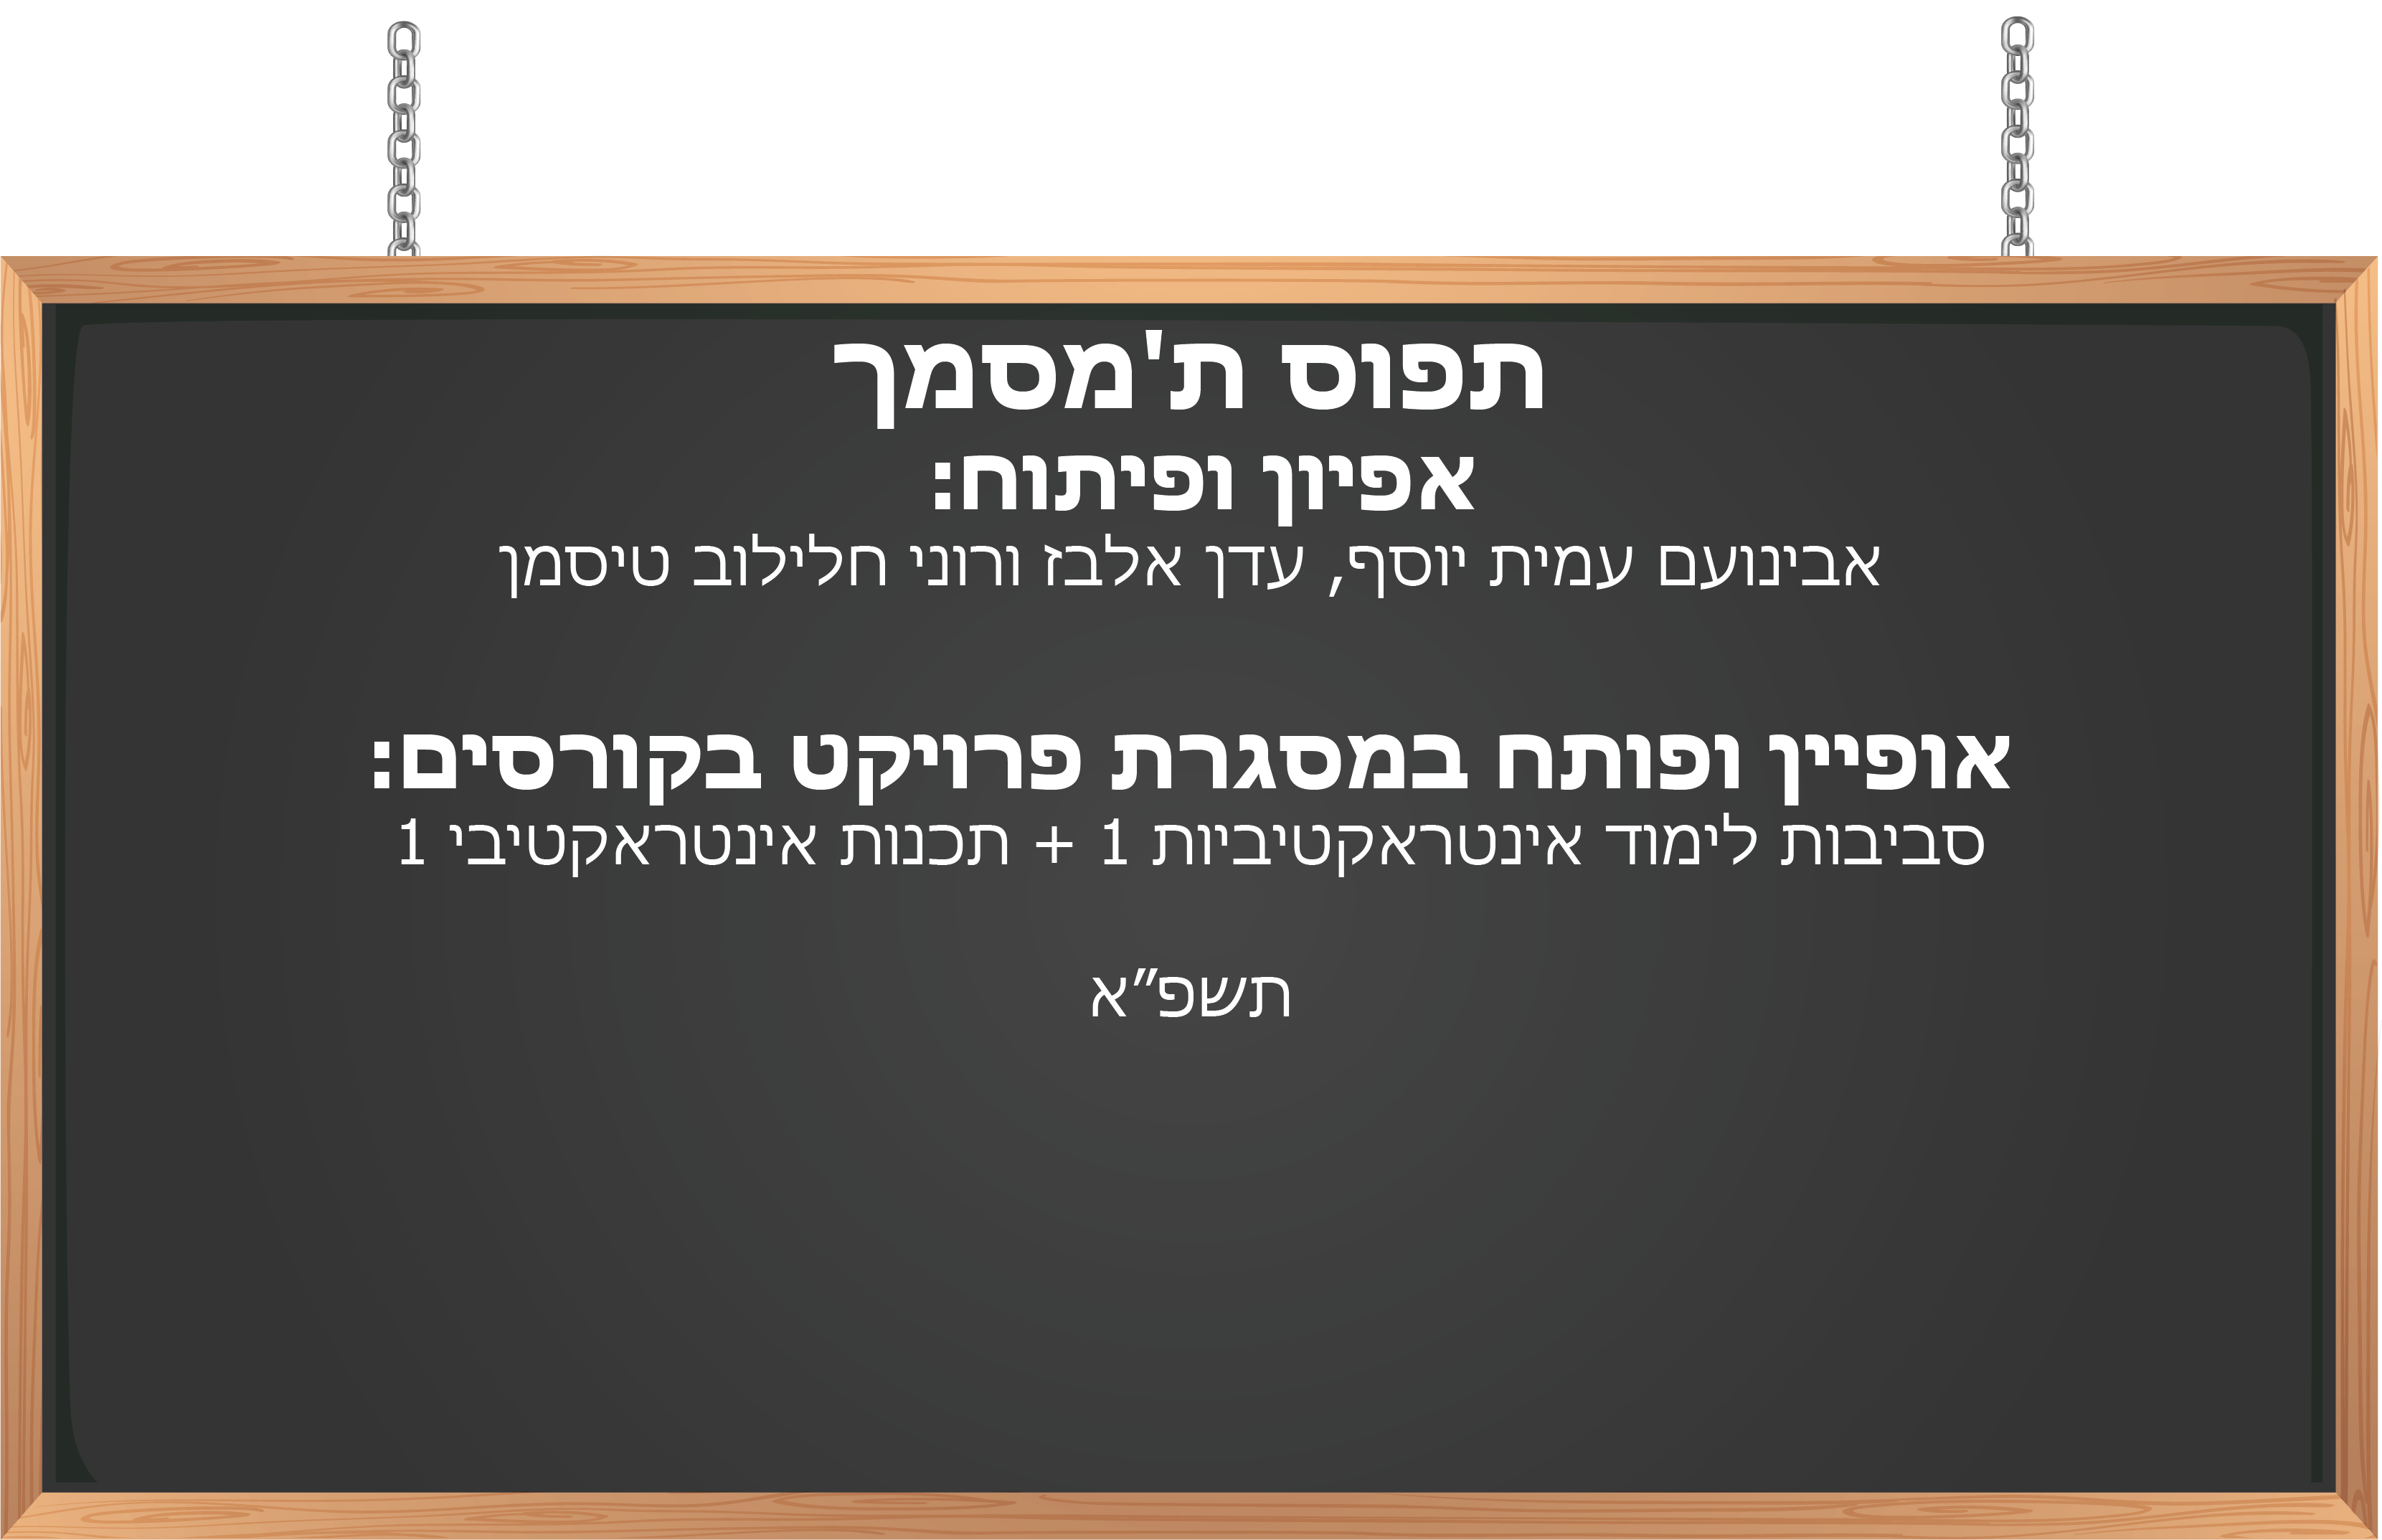 תפוס ת'מסמך
אפיון ופיתוח:
אבינועם עמית יוסף, עדן אלבז ורוני חלילוב טיסמן
אופיין ופותח במסגרת פרויקט בקורסים:
סביבות לימוד אינטראקטיביות 1 + תכנות אינטראקטיבי 1
תשפ״א